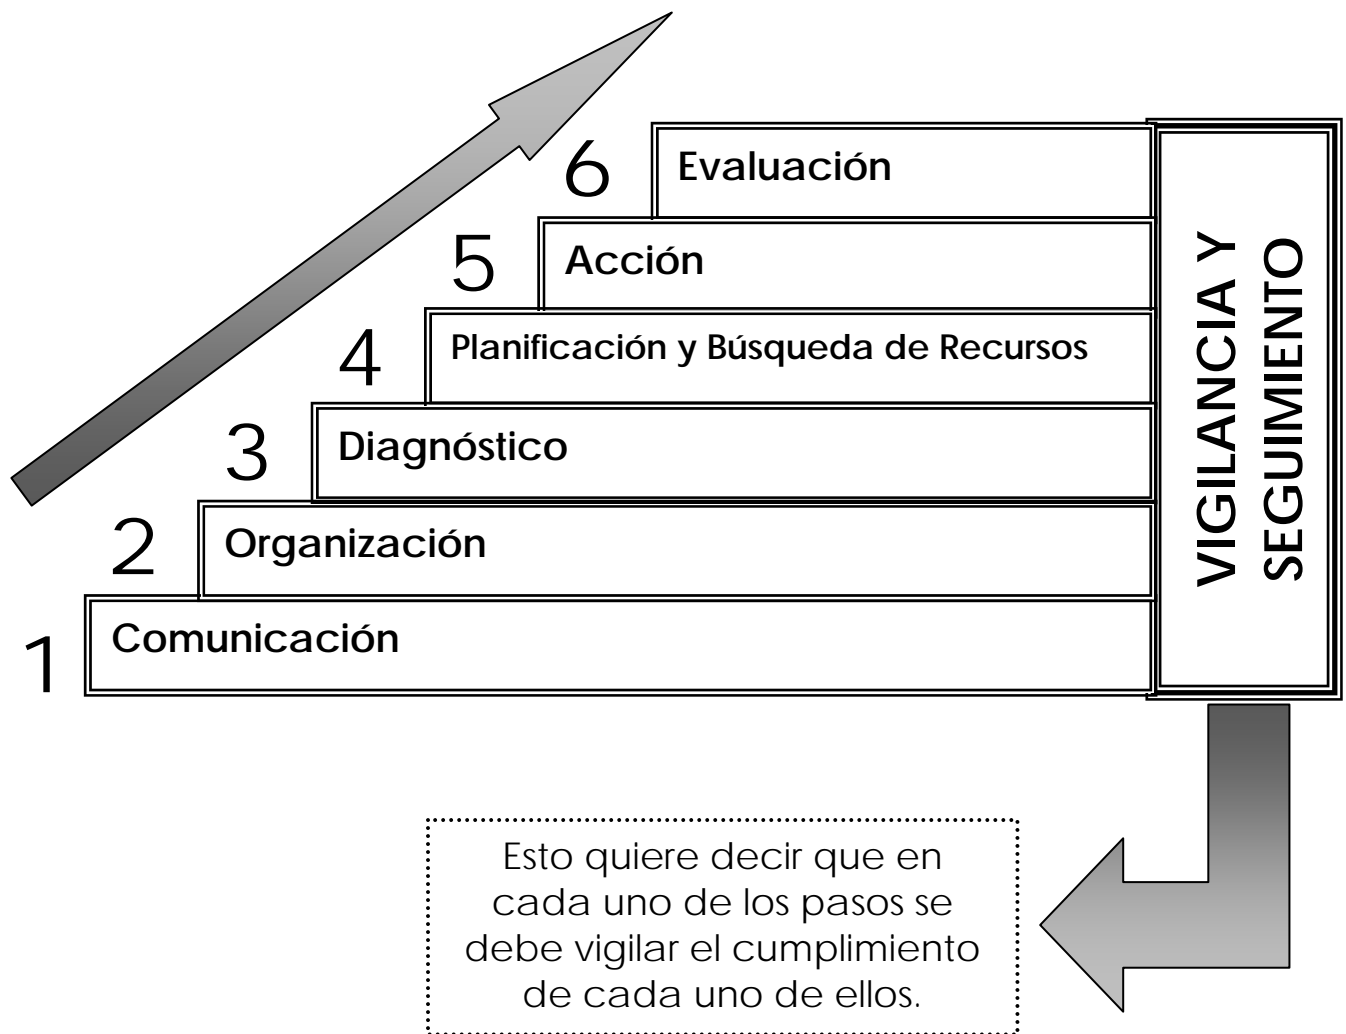 6 Evaluación
5 Acción
4 Planificación y Búsqueda de Recursos
3 Diagnóstico
2 Organización
1 Comunicación
VIGILANCIA Y
SEGUIMIENTO
Esto quiere decir que en
cada uno de los pasos se
debe vigilar el cumplimiento
de cada uno de ellos.